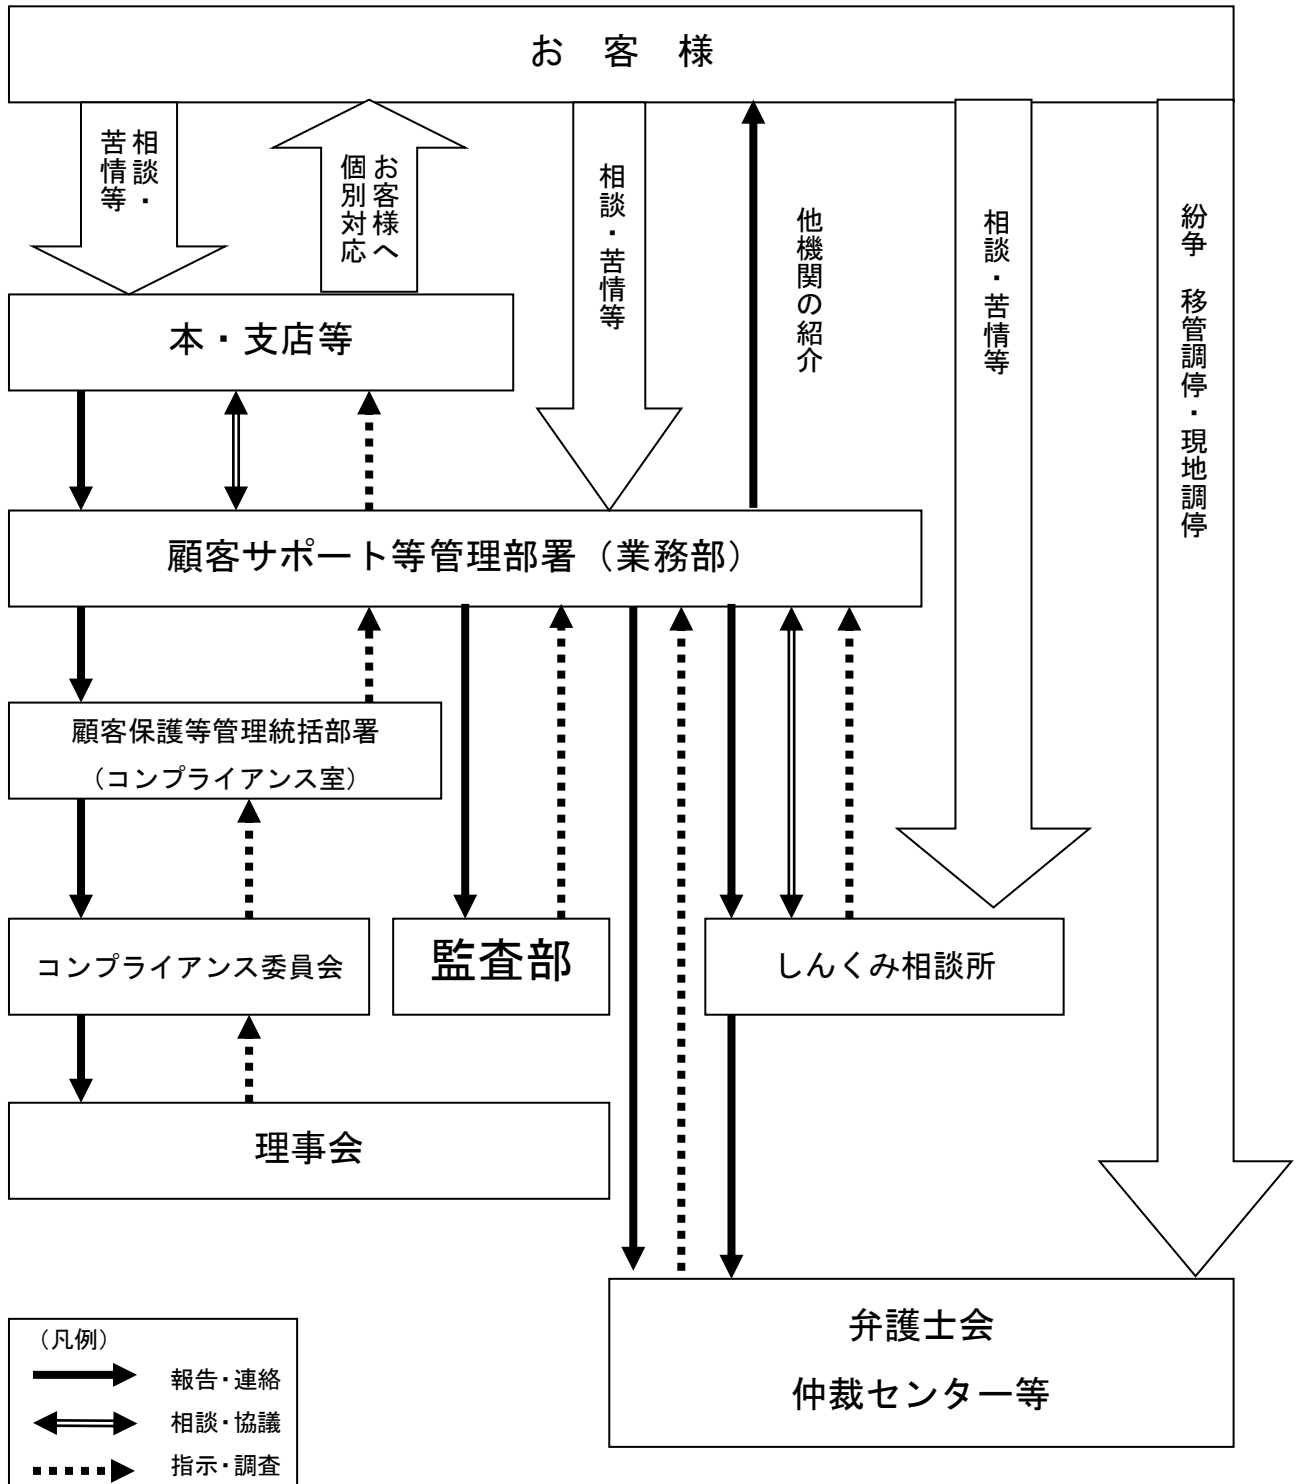 お　客　様
相談・
苦情等
お客様へ
個別対応
相談・苦情等
他機関の紹介
相談・苦情等
紛争　移管調停・現地調停
本・支店等
顧客サポート等管理部署（業務部）
顧客保護等管理統括部署
（コンプライアンス室）
コンプライアンス委員会
監査部
しんくみ相談所
理事会
弁護士会
仲裁センター等
（凡例）
報告・連絡
相談・協議
指示・調査